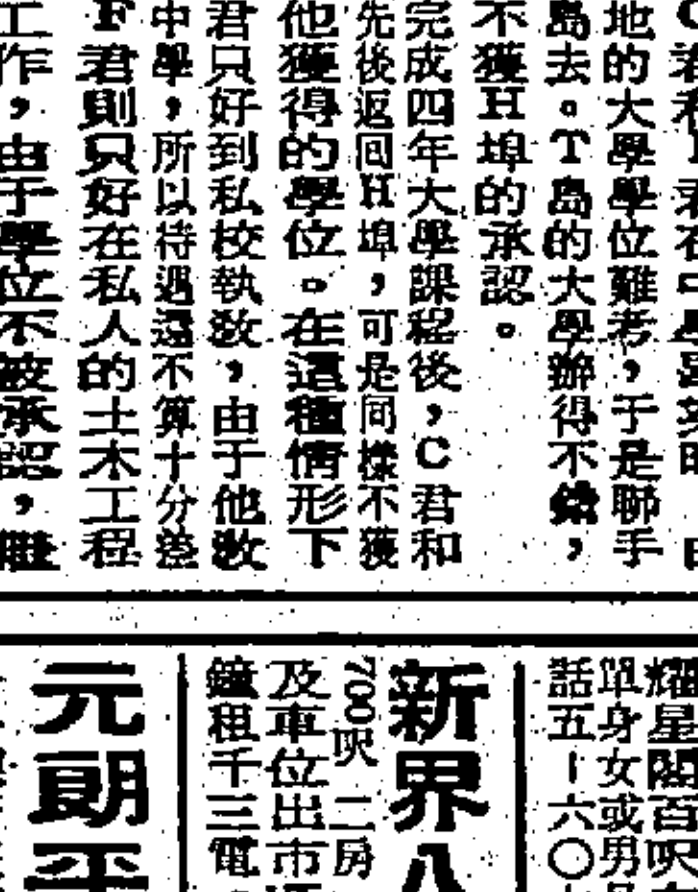 地的大學學位難考，于是聯手
島去。T島的大學辦得不錯，
不獲H埠的承認。
完成四年大學課程後，C君和
先後返回H埠，可是同樣不獲
他獲得的學位。在這種情形下
君只好到私校執敎，由于他敎
中學，所以待遇還不算十分差
F君則只好在私人的土木工程
工作，由于學位不被承認，
耀星閣百呎
單身女或男
話五一六〇
新界八
700呎二房
及車位出市
鐘租千三電
元朗平